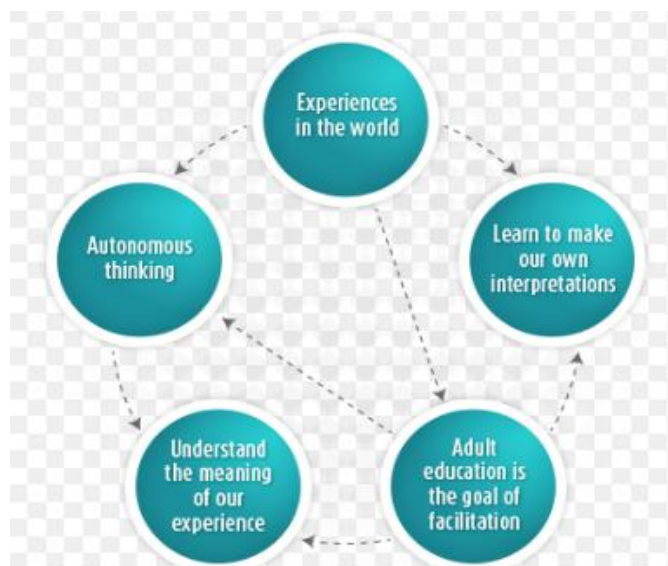 Experiences
in the world
Autonomous
thinking
Learn to make
our own
interpretations
Understand
the meaning
of our
experience
Adult
education is
the goal of
facilitation